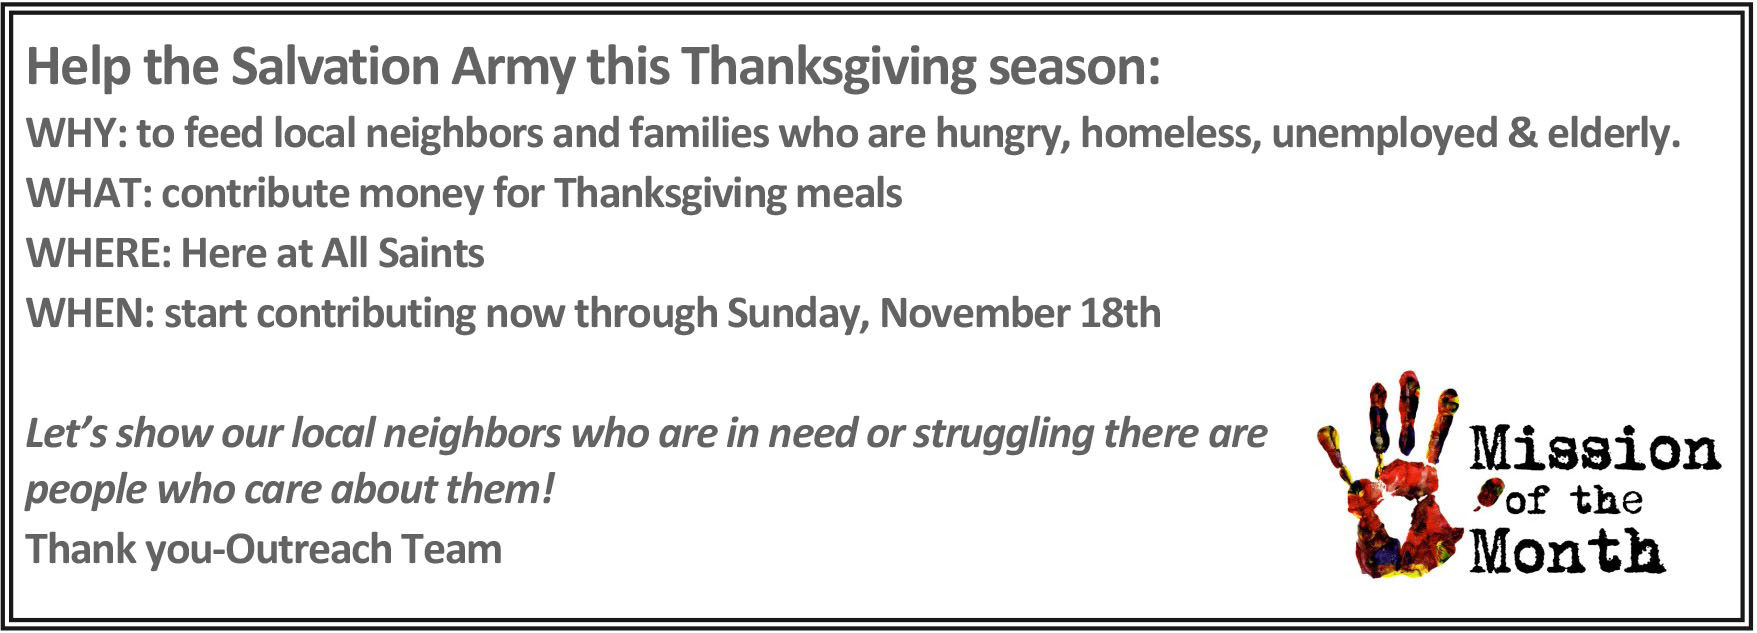 Help the Salvation Army this Thanksgiving season:
WHY: to feed local neighbors and families who are hungry, homeless, unemployed & elderly.
WHAT: contribute money for Thanksgiving meals
WHERE: Here at All Saints
WHEN: start contributing now through Sunday, November 18th
Let’s show our local neighbors who are in need or struggling there are
people who care about them!
Thank you-Outreach Team
Mission
of the
Month